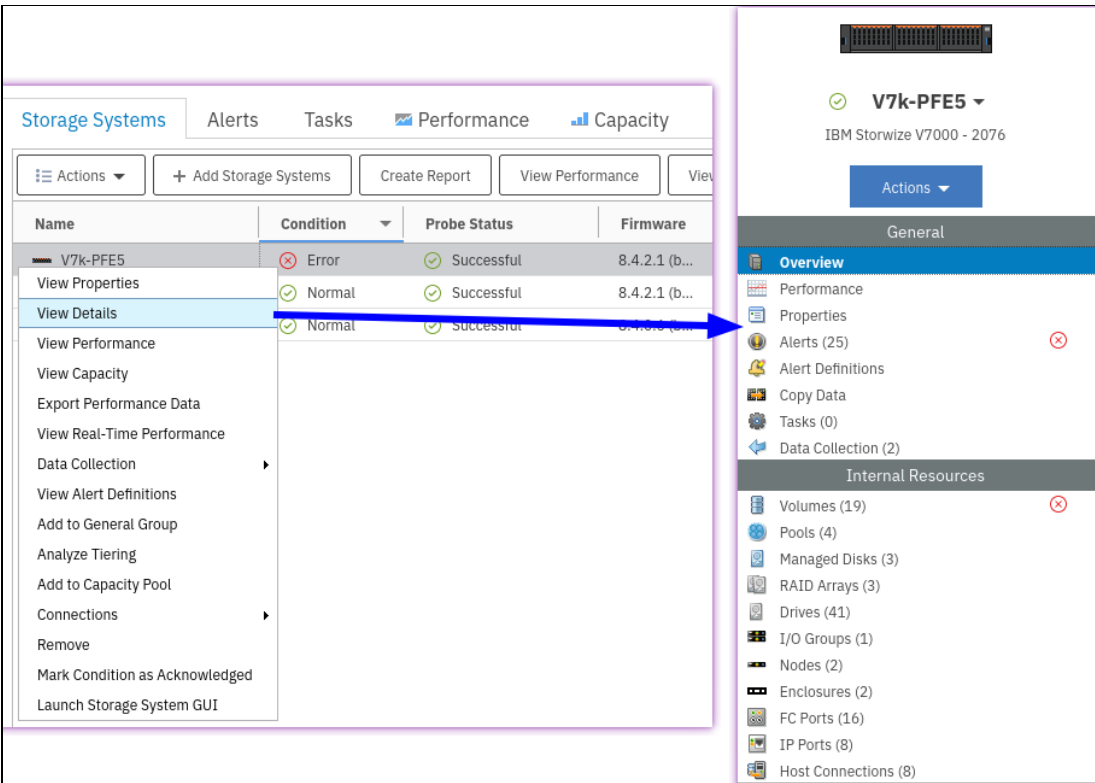 Storage Systems Alerts Tasks Performance Capacity
Actions + Add Storage Systems Create Report View Performance
Name Condition Probe Status Firmware
V7k-PFE5 Error Successful 8.4.2.1 (b...
Normal Successful 8.4.2.1 (b...
Normal Successful
View Properties
View Details
View Performance
View Capacity
Export Performance Data
View Real-Time Performance
Data Collection
View Alert Definitions
Add to General Group
Analyze Tiering
Add to Capacity Pool
Connections
Remove
Mark Condition as Acknowledged
Launch Storage System GUI
V7k-PFE5
IBM Storwize V7000 - 2076
Actions
General
Overview
Performance
Properties
Alerts (25)
Alert Definitions
Copy Data
Tasks (0)
Data Collection (2)
Internal Resources
Volumes (19)
Pools (4)
Managed Disks (3)
RAID Arrays (3)
Drives (41)
I/O Groups (1)
Nodes (2)
Enclosures (2)
FC Ports (16)
IP Ports (8)
Host Connections (8)